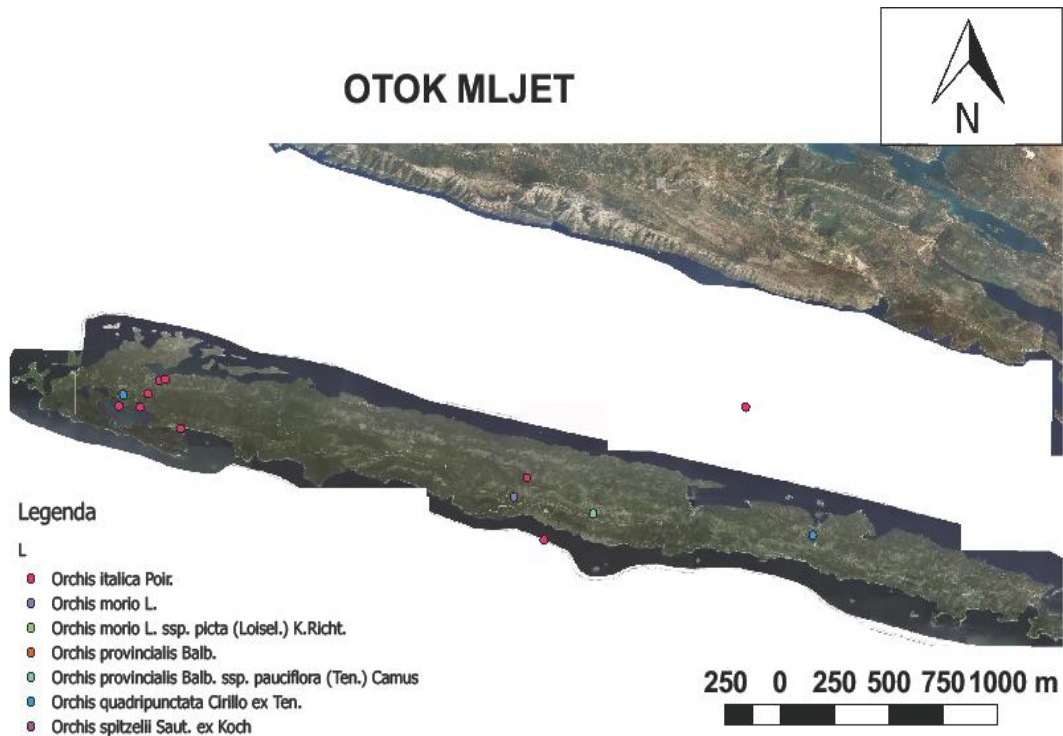 OTOK MLJET
N
Legenda
L
Orchis italica Poir.
Orchis morio L.
Orchis morio L. ssp. picta (Loisel.) K.Richt.
Orchis provincialis Balb.
Orchis provincialis Balb. ssp. pauciflora (Ten.) Camus
Orchis quadripunctata Cirillo ex Ten.
Orchis spitzelii Saut. ex Koch
250 0 250 500 750 1000 m